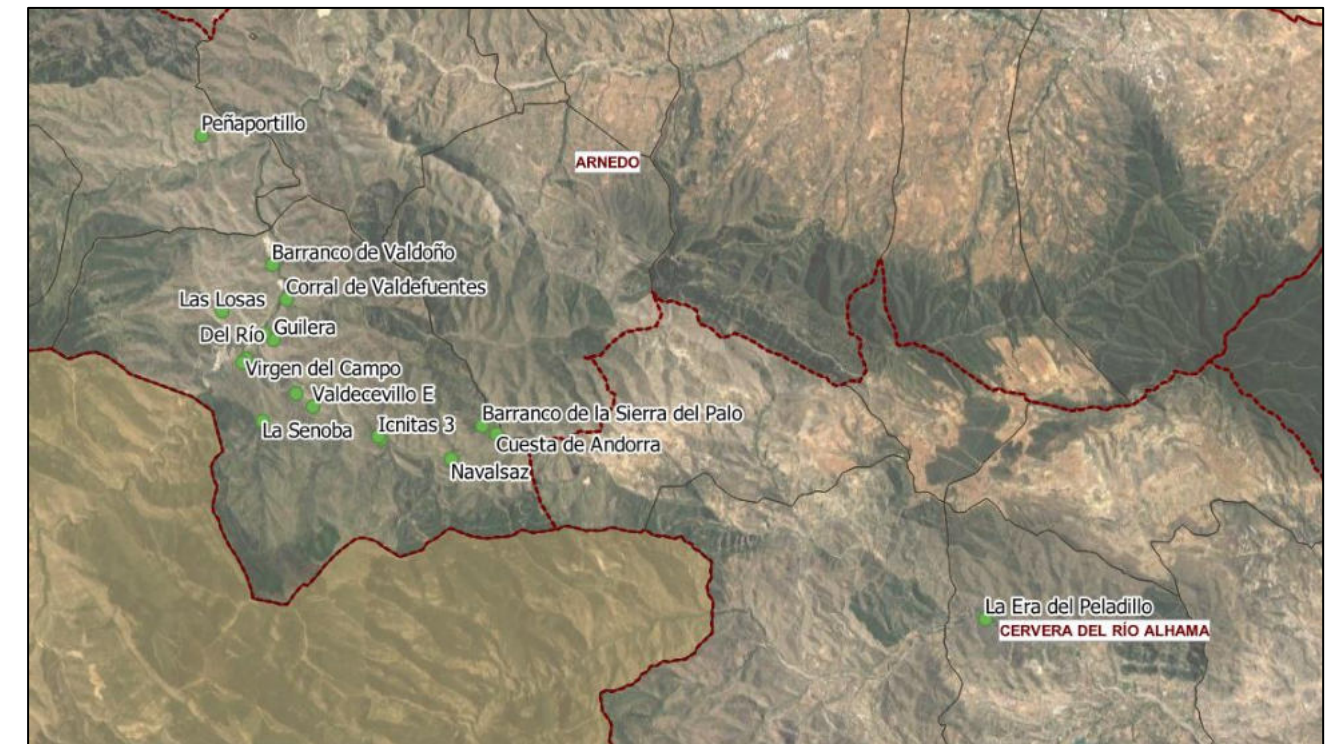 Peñaportillo
ARNEDO
Barranco de Valdoño
Corral de Valdefuentes
Las Losas
Guilera
Del Río
Virgen del Campo
Valdecevillo E
Barranco de la Sierra del Palo
Icnitas 3
La Senoba
Cuesta de Andorra
Navalsaz
La Era del Peladillo
CERVERA DEL RÍO ALHAMA